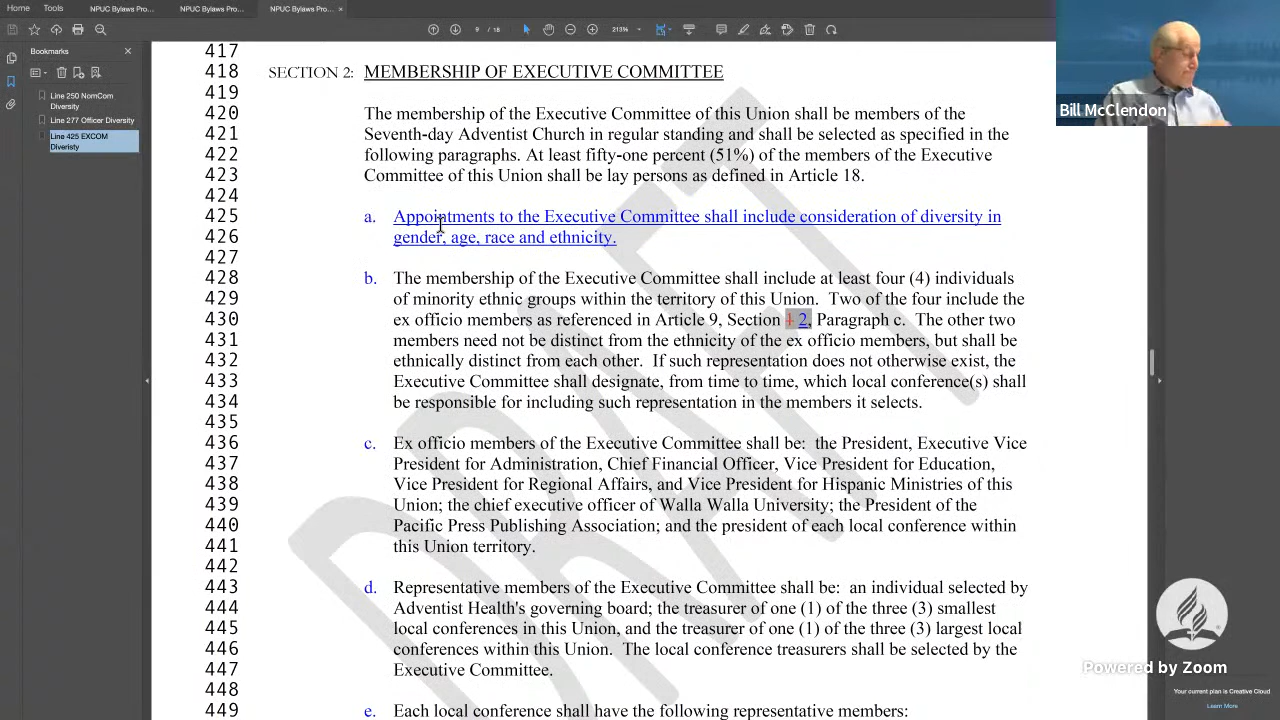 Home Tools NPUC Bylaws Pro... NPUC Bylaws Pro... NPUC Bylaws Pro... ×
9 / 18 213%
Bookmarks ×
Line 250 NomCom
Diversity
Line 277 Officer Diversity
Line 425 EXCOM
Diveristy
Bill McClendon
417
418 SECTION 2: MEMBERSHIP OF EXECUTIVE COMMITTEE
419
420 The membership of the Executive Committee of this Union shall be members of the
421 Seventh-day Adventist Church in regular standing and shall be selected as specified in the
422 following paragraphs. At least fifty-one percent (51%) of the members of the Executive
423 Committee of this Union shall be lay persons as defined in Article 18.
424
425 a. Appointments to the Executive Committee shall include consideration of diversity in
426 gender, age, race and ethnicity.
427
428 b. The membership of the Executive Committee shall include at least four (4) individuals
429 of minority ethnic groups within the territory of this Union. Two of the four include the
430 ex officio members as referenced in Article 9, Section 1 2, Paragraph c. The other two
431 members need not be distinct from the ethnicity of the ex officio members, but shall be
432 ethnically distinct from each other. If such representation does not otherwise exist, the
433 Executive Committee shall designate, from time to time, which local conference(s) shall
434 be responsible for including such representation in the members it selects.
435
436 c. Ex officio members of the Executive Committee shall be: the President, Executive Vice
437 President for Administration, Chief Financial Officer, Vice President for Education,
438 Vice President for Regional Affairs, and Vice President for Hispanic Ministries of this
439 Union; the chief executive officer of Walla Walla University; the President of the
440 Pacific Press Publishing Association; and the president of each local conference within
441 this Union territory.
442
443 d. Representative members of the Executive Committee shall be: an individual selected by
444 Adventist Health's governing board; the treasurer of one (1) of the three (3) smallest
445 local conferences in this Union, and the treasurer of one (1) of the three (3) largest local
446 conferences within this Union. The local conference treasurers shall be selected by the
447 Executive Committee.
448
449 e. Each local conference shall have the following representative members:
DRAFT
Powered by Zoom
Your current plan is Creative Cloud
Learn More